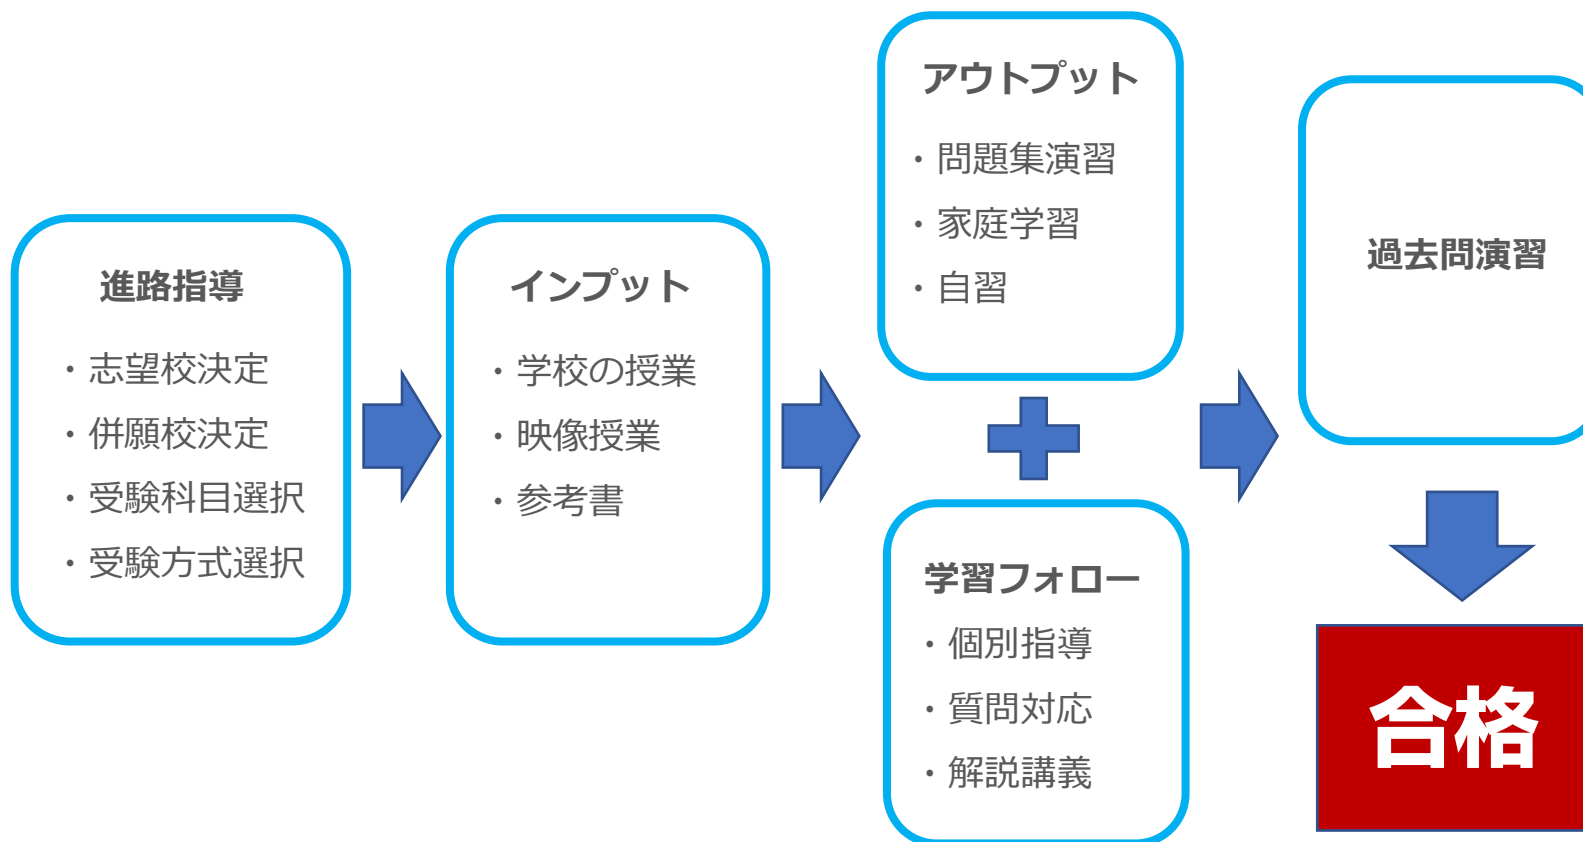 進路指導
・志望校決定
・併願校決定
・受験科目選択
・受験方式選択
インプット
・学校の授業
・映像授業
・参考書
アウトプット
・問題集演習
・家庭学習
・自習
学習フォロー
・個別指導
・質問対応
・解説講義
過去問演習
合格